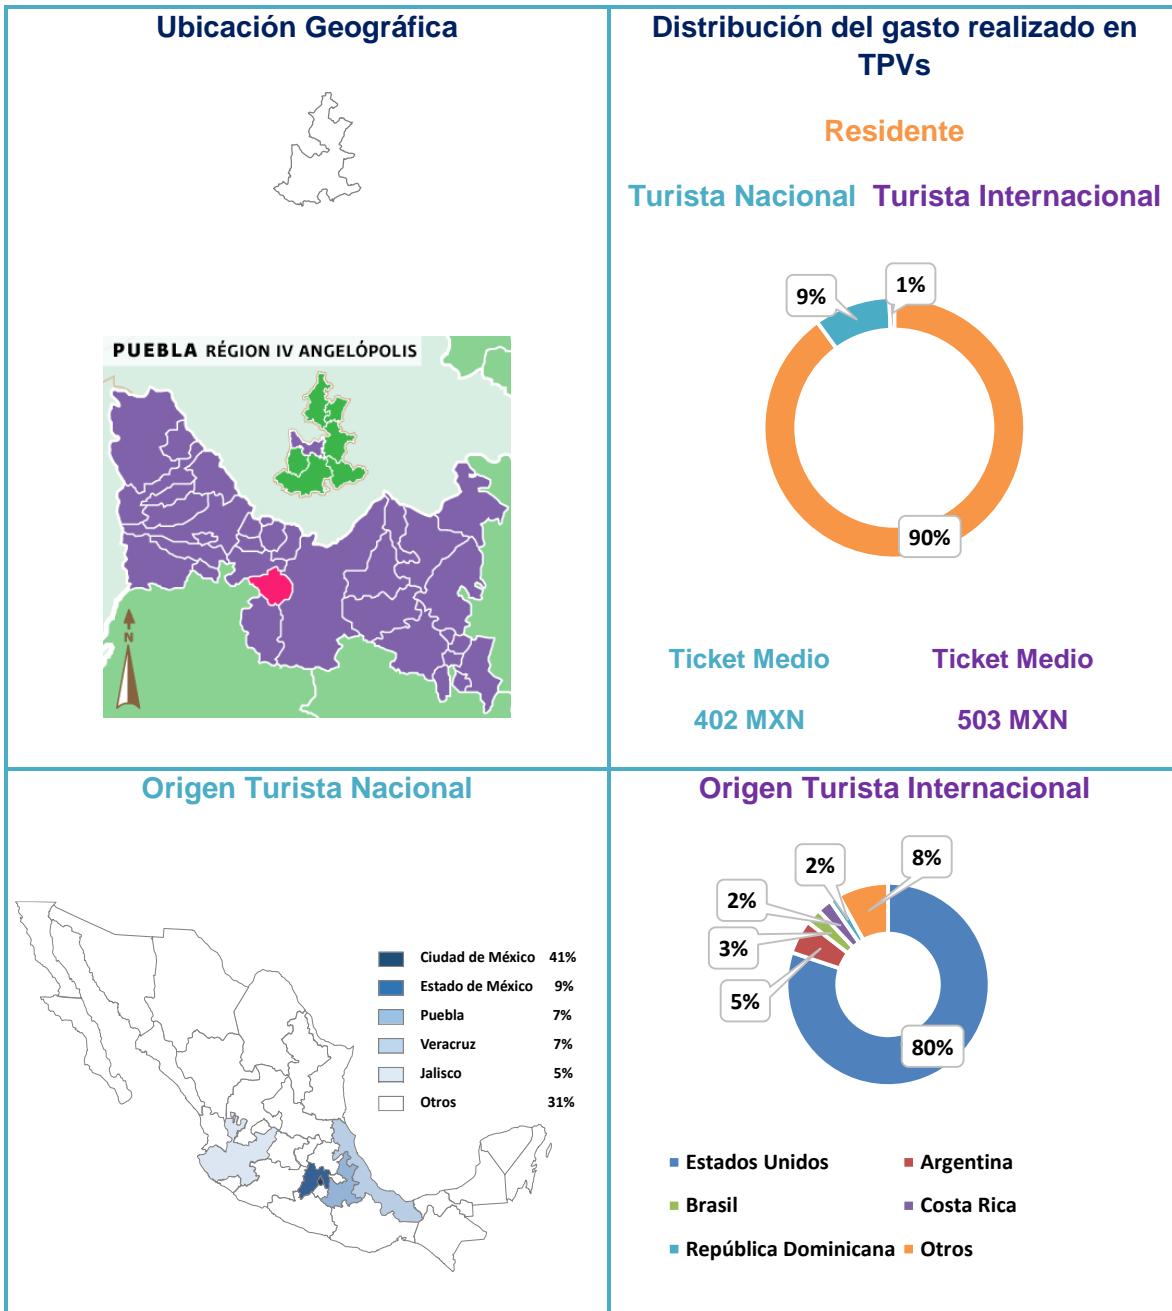 Ubicación Geográfica
PUEBLA RÉGION IV ANGELÓPOLIS
N
Distribución del gasto realizado en
TPVs
Residente
Turista Nacional Turista Internacional
9%
1%
90%
Ticket Medio
Ticket Medio
402 MXN
503 MXN
Origen Turista Nacional
Ciudad de México 41%
Estado de México 9%
Puebla 7%
Veracruz 7%
Jalisco 5%
Otros 31%
Origen Turista Internacional
8%
2%
2%
3%
5%
80%
Estados Unidos
Argentina
Brasil
Costa Rica
República Dominicana
Otros